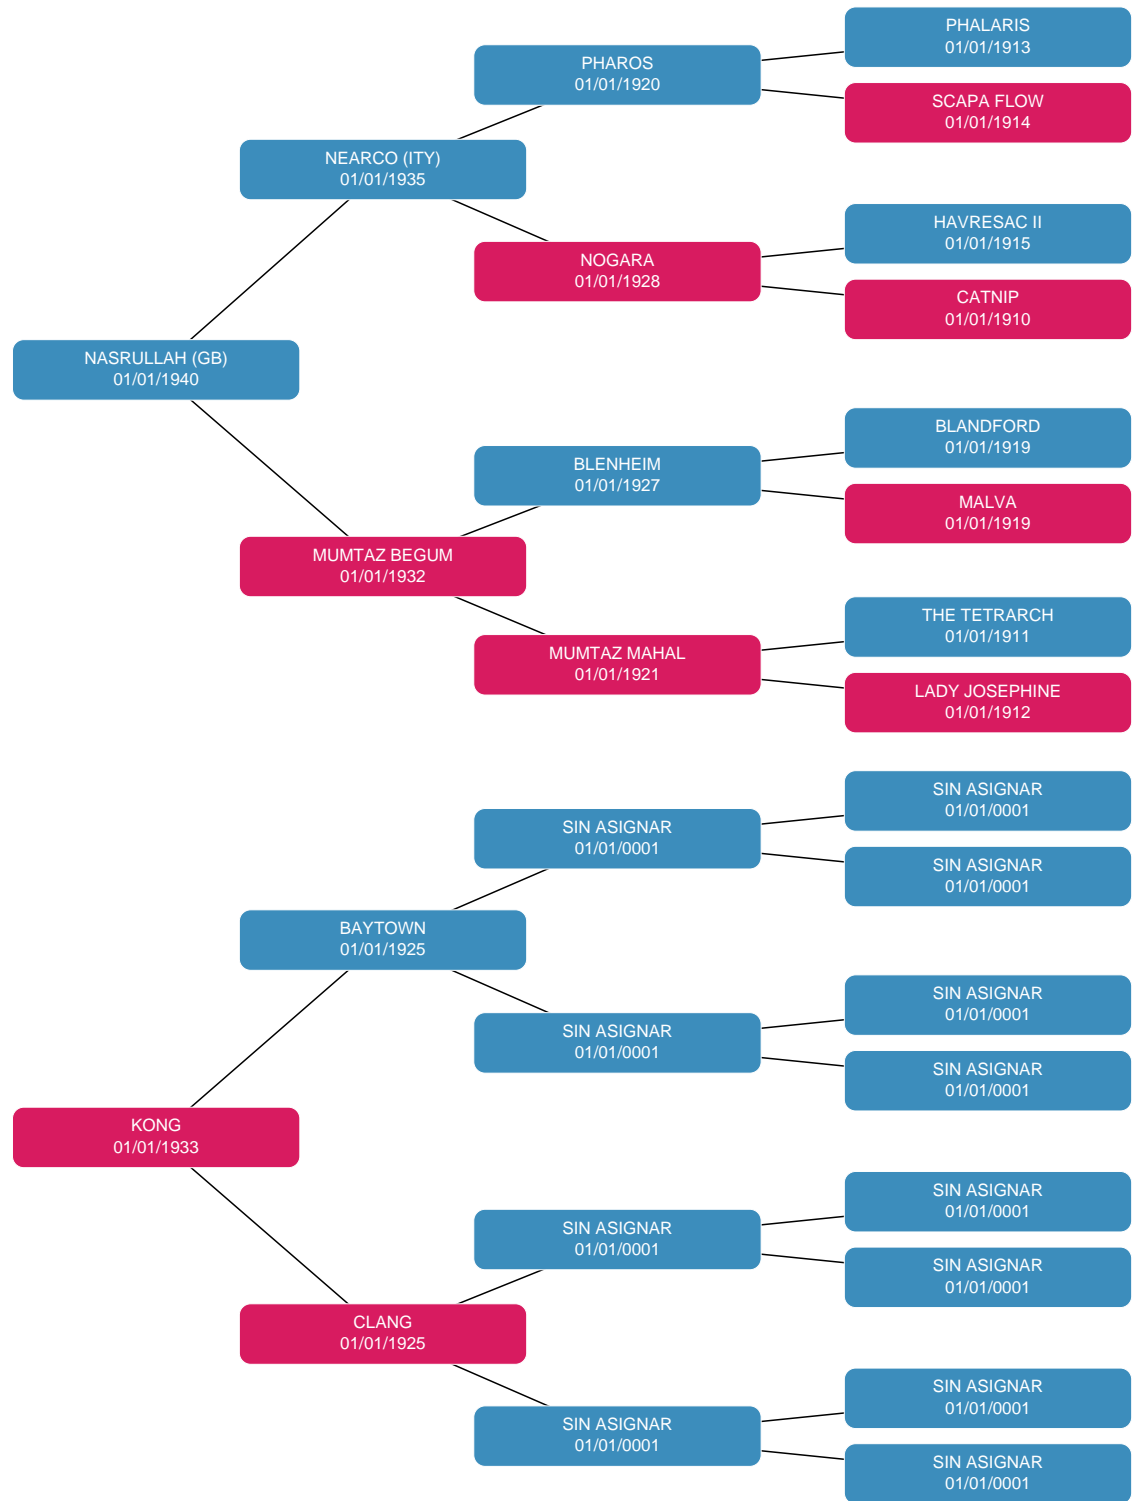 PHALARIS
01/01/1913
PHAROS
01/01/1920
SCAPA FLOW
01/01/1914
NEARCO (ITY)
01/01/1935
HAVRESAC II
01/01/1915
NOGARA
01/01/1928
CATNIP
01/01/1910
NASRULLAH (GB)
01/01/1940
BLANDFORD
01/01/1919
BLENHEIM
01/01/1927
MALVA
01/01/1919
MUMTAZ BEGUM
01/01/1932
THE TETRARCH
01/01/1911
MUMTAZ MAHAL
01/01/1921
LADY JOSEPHINE
01/01/1912
SIN ASIGNAR
01/01/0001
SIN ASIGNAR
01/01/0001
SIN ASIGNAR
01/01/0001
BAYTOWN
01/01/1925
SIN ASIGNAR
01/01/0001
SIN ASIGNAR
01/01/0001
SIN ASIGNAR
01/01/0001
KONG
01/01/1933
SIN ASIGNAR
01/01/0001
SIN ASIGNAR
01/01/0001
SIN ASIGNAR
01/01/0001
CLANG
01/01/1925
SIN ASIGNAR
01/01/0001
SIN ASIGNAR
01/01/0001
SIN ASIGNAR
01/01/0001